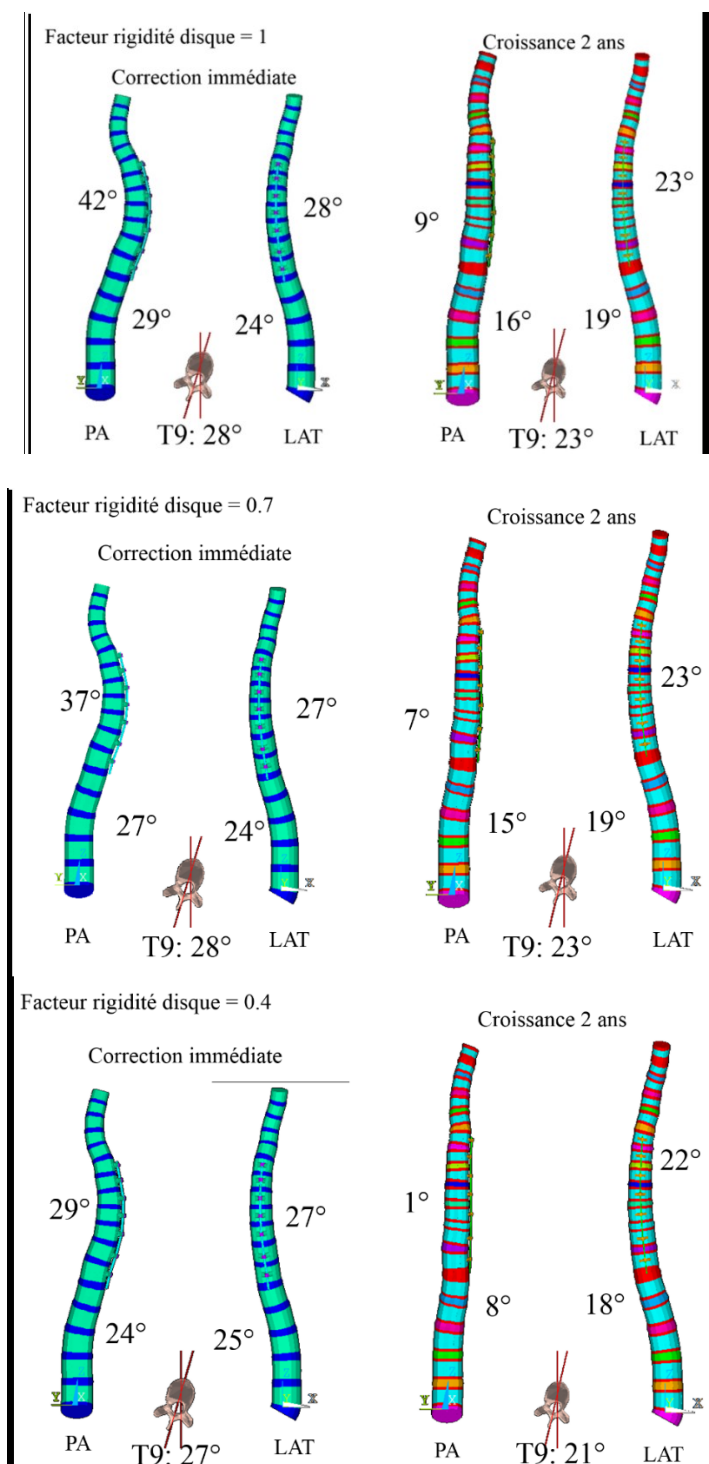 Facteur rigidité disque = 1
Croissance 2 ans
Correction immédiate
42°
28°
9°
23°
29°
24°
16°
19°
Y X X
Y X X
PA
T9: 28°
LAT
PA
T9: 23°
LAT
Facteur rigidité disque = 0.7
Croissance 2 ans
Correction immédiate
37°
27°
7°
23°
27°
24°
15°
19°
Y X X
Y X X
PA
T9: 28°
LAT
PA
T9: 23°
LAT
Facteur rigidité disque = 0.4
Croissance 2 ans
Correction immédiate
29°
27°
1°
22°
24°
25°
8°
18°
Y X X
Y X X
PA
T9: 27°
LAT
PA
T9: 21°
LAT